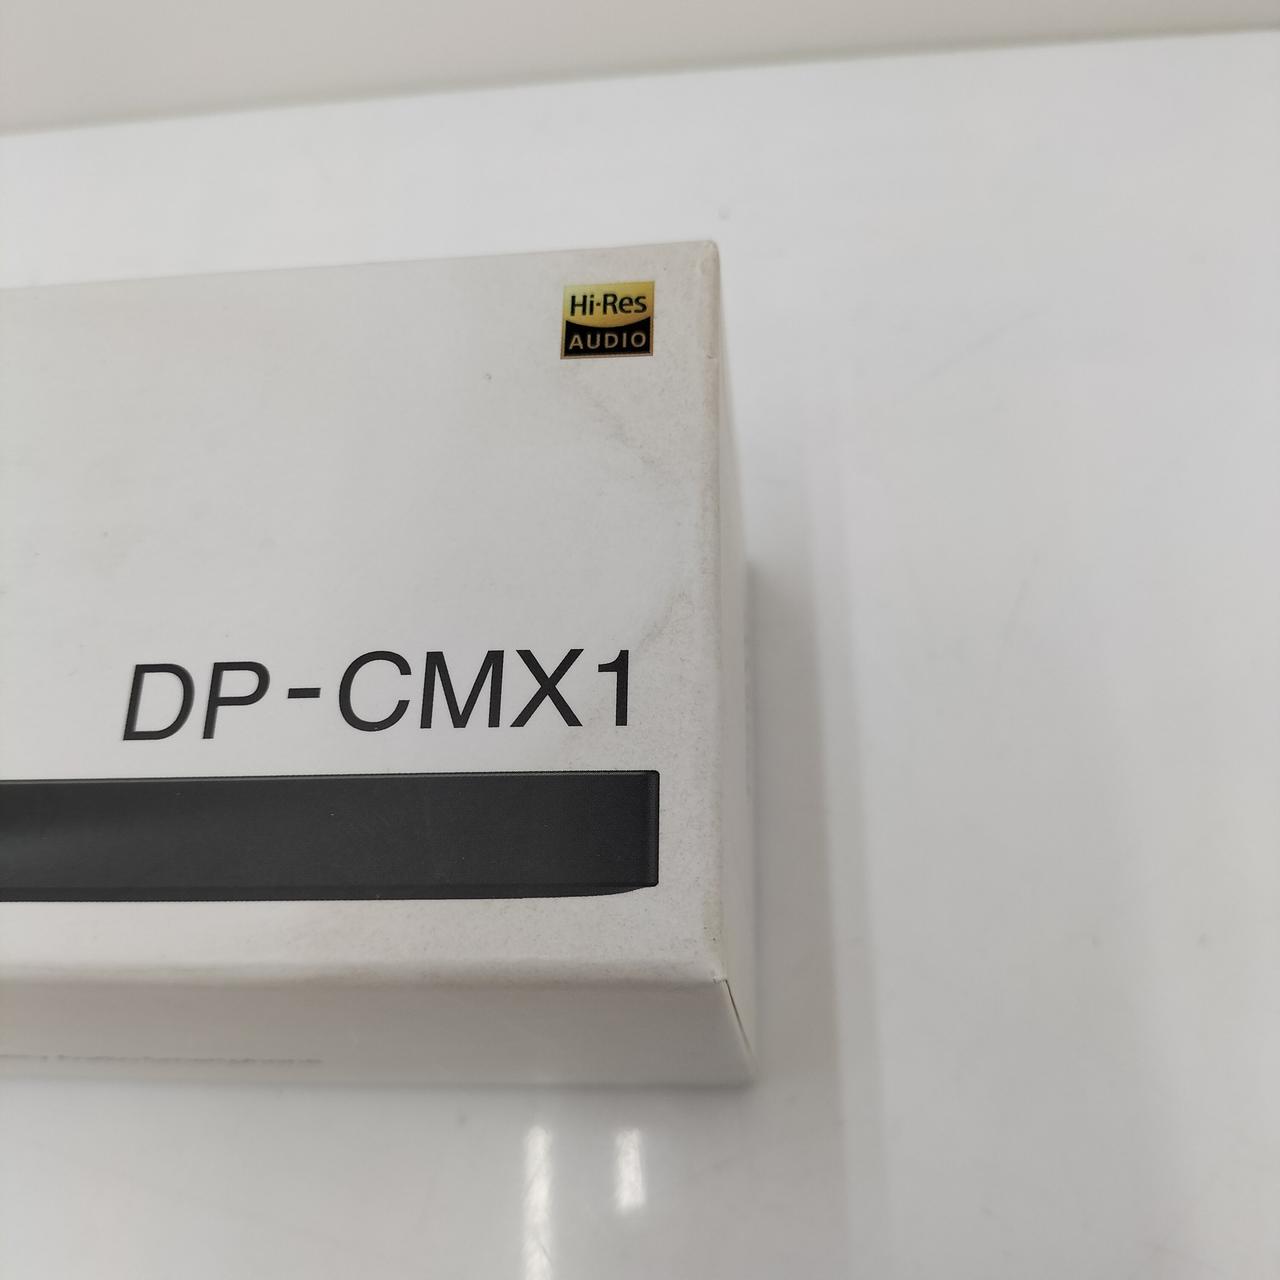 Hi-Res
AUDIO
DP-CMX1